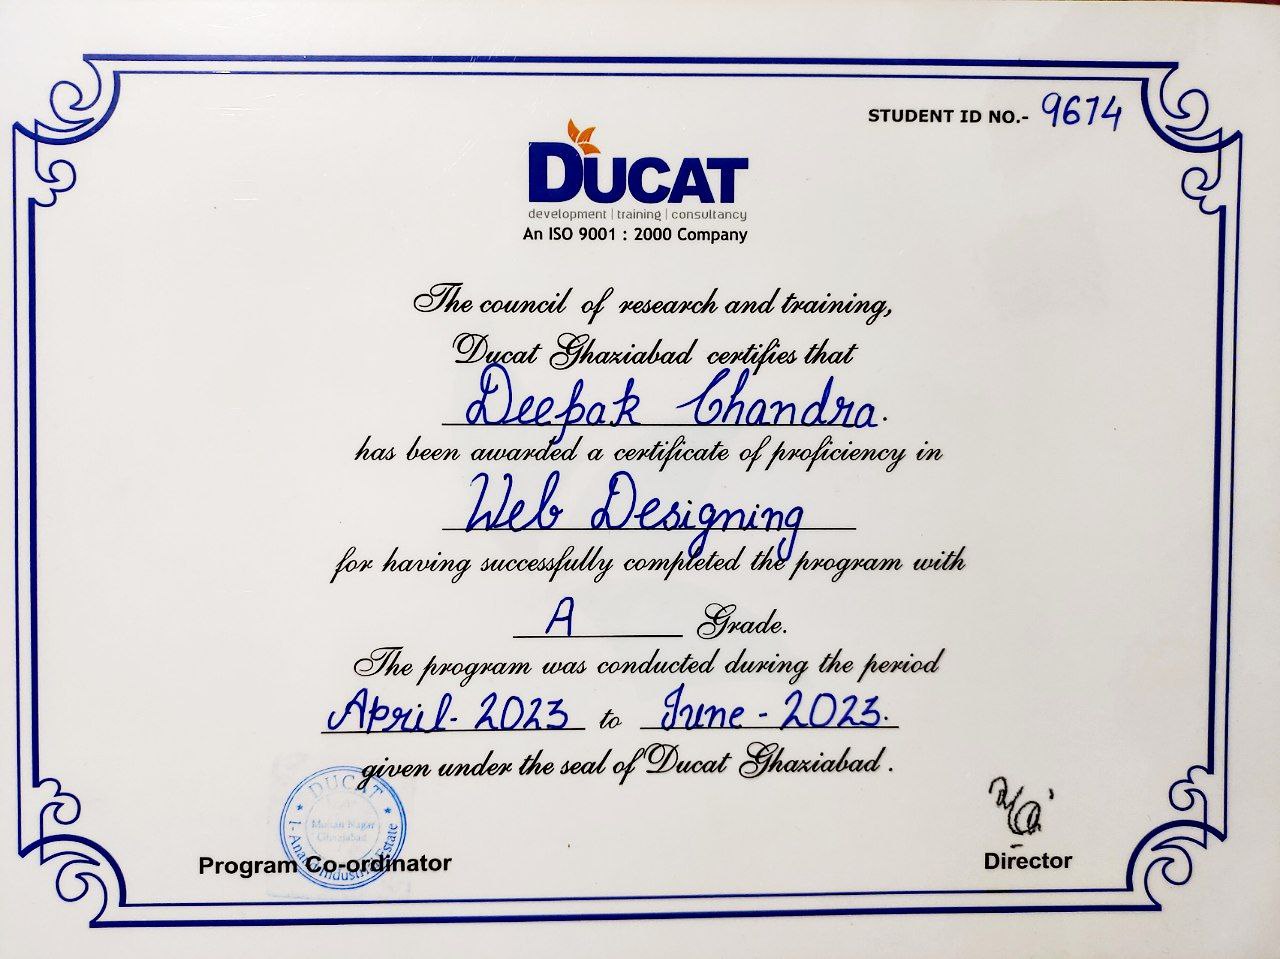 STUDENT ID NO.- 9674
DUCAT
development | training | consultancy
An ISO 9001 : 2000 Company
The council of research and training,
Ducat Ghaziabad certifies that
Deepak Chandra.
has been awarded a certificate of proficiency in
Web Designing
for having successfully completed the program with
A Grade.
The program was conducted during the period
April- 2023 to June - 2023.
given under the seal of Ducat Ghaziabad .
DUCAT
Mohan Nagar
Ghaziabad
1- Anand Industrial Estate
Program Co-ordinator
Director